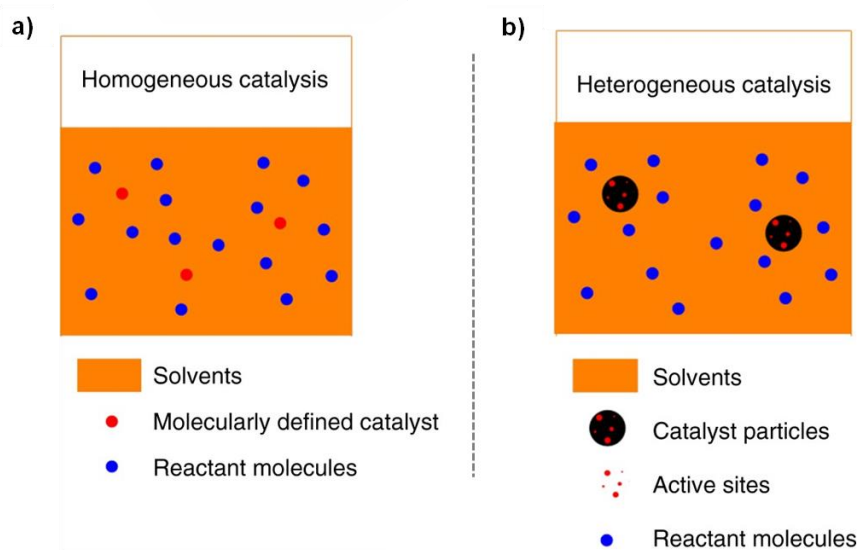 a)
Homogeneous catalysis
Solvents
Molecularly defined catalyst
Reactant molecules
b)
Heterogeneous catalysis
Solvents
Catalyst particles
Active sites
Reactant molecules